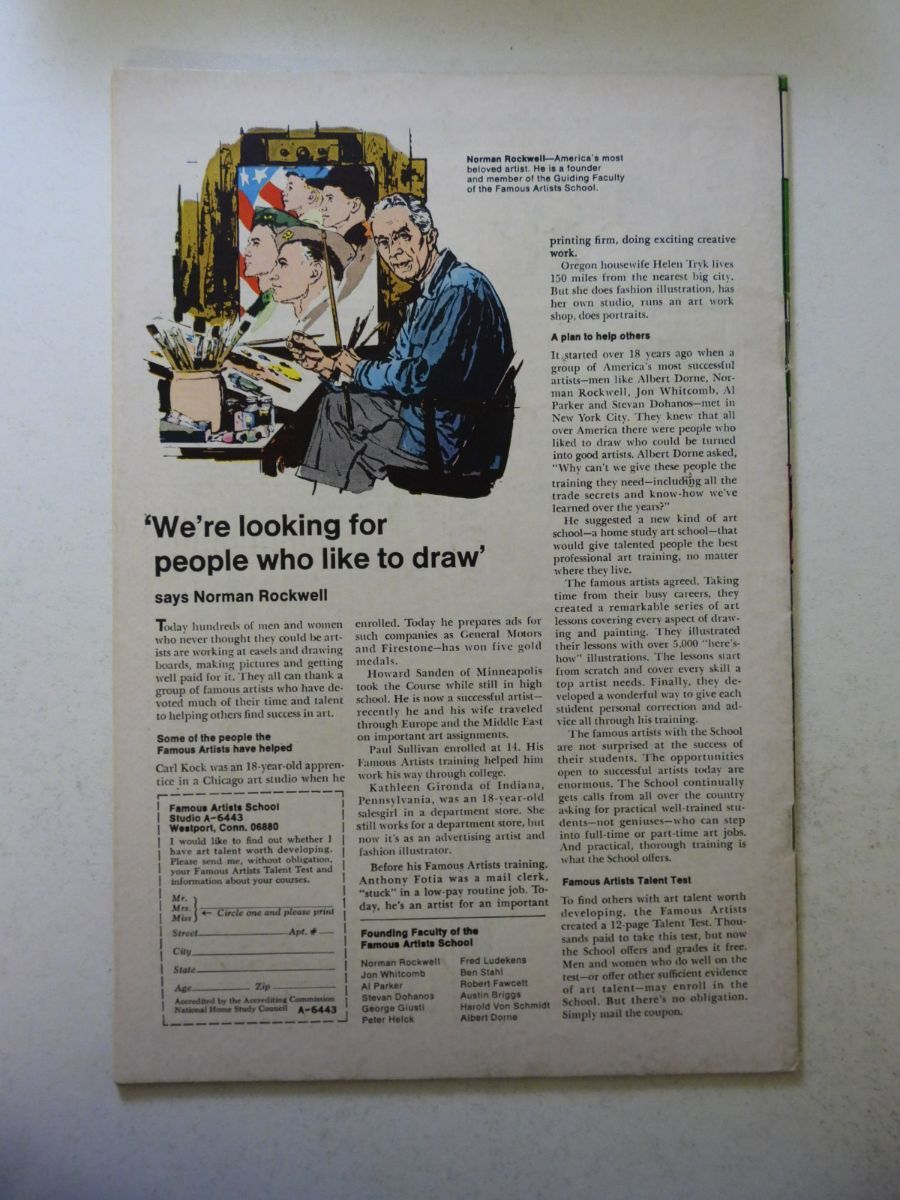 Norman Rockwell—America's most
beloved artist. He is a founder
and member of the Guiding Faculty
of the Famous Artists School.
'We're looking for
people who like to draw'
says Norman Rockwell
Today hundreds of men and women
who never thought they could be art-
ists are working at easels and drawing
boards, making pictures and getting
well paid for it. They all can thank a
group of famous artists who have de-
voted much of their time and talent
to helping others find success in art.
Some of the people the
Famous Artists have helped
Carl Kock was an 18-year-old appren-
tice in a Chicago art studio when he
enrolled. Today he prepares ads for
such companies as General Motors
and Firestone—has won five gold
medals.
Howard Sanden of Minneapolis
took the Course while still in high
school. He is now a successful artist—
recently he and his wife traveled
through Europe and the Middle East
on important art assignments.
Paul Sullivan enrolled at 14. His
Famous Artists training helped him
work his way through college.
Kathleen Gironda of Indiana,
Pennsylvania, was an 18-year-old
salesgirl in a department store. She
still works for a department store, but
now it's as an advertising artist and
fashion illustrator.
Before his Famous Artists training,
Anthony Fotia was a mail clerk,
"stuck" in a low-pay routine job. To-
day, he's an artist for an important
printing firm, doing exciting creative
work.
Oregon housewife Helen Tryk lives
150 miles from the nearest big city.
But she does fashion illustration, has
her own studio, runs an art work
shop, does portraits.
A plan to help others
It started over 18 years ago when a
group of America's most successful
artists—men like Albert Dorne, Nor-
man Rockwell, Jon Whitcomb, Al
Parker and Stevan Dohanos—met in
New York City. They knew that all
over America there were people who
liked to draw who could be turned
into good artists. Albert Dorne asked,
"Why can't we give these people the
training they need—including all the
trade secrets and know-how we've
learned over the years?"
He suggested a new kind of art
school—a home study art school—that
would give talented people the best
professional art training, no matter
where they live.
The famous artists agreed. Taking
time from their busy careers, they
created a remarkable series of art
lessons covering every aspect of draw-
ing and painting. They illustrated
their lessons with over 5,000 "here's-
how" illustrations. The lessons start
from scratch and cover every skill a
top artist needs. Finally, they de-
veloped a wonderful way to give each
student personal correction and ad-
vice all through his training.
The famous artists with the School
are not surprised at the success of
their students. The opportunities
open to successful artists today are
enormous. The School continually
gets calls from all over the country
asking for practical well-trained stu-
dents—not geniuses—who can step
into full-time or part-time art jobs.
And practical, thorough training is
what the School offers.
Famous Artists Talent Test
To find others with art talent worth
developing, the Famous Artists
created a 12-page Talent Test. Thou-
sands paid to take this test, but now
the School offers and grades it free.
Men and women who do well on the
test—or offer other sufficient evidence
of art talent—may enroll in the
School. But there's no obligation.
Simply mail the coupon.
Famous Artists School
Studio A-6443
Westport, Conn. 06880
I would like to find out whether I
have art talent worth developing.
Please send me, without obligation,
your Famous Artists Talent Test and
information about your courses.
Mr.
Mrs.
Miss
← Circle one and please print
Street Apt. #
City
State
Age Zip
Accredited by the Accrediting Commission
National Home Study Council A-6443
Founding Faculty of the
Famous Artists School
Norman Rockwell
Jon Whitcomb
Al Parker
Stevan Dohanos
George Giusti
Peter Helck
Fred Ludekens
Ben Stahl
Robert Fawcett
Austin Briggs
Harold Von Schmidt
Albert Dorne